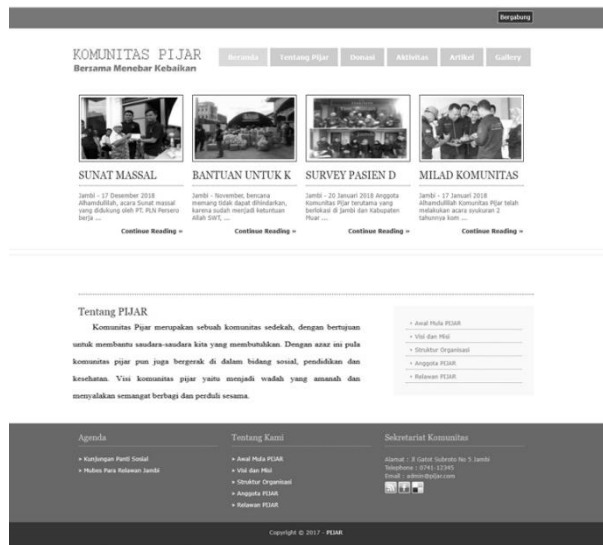 Bergabung
KOMUNITAS PIJAR
Bersama Menebar Kebaikan
Beranda Tentang Pijar Donasi Aktivitas Artikel Gallery
SUNAT MASSAL
Jambi - 17 Desember 2018
Alhamdulillah, acara Sunat massal
yang didukung oleh PT. PLN Persero
berja ...
Continue Reading »
BANTUAN UNTUK K
Jambi - November, bencana
memang tidak dapat dihindarkan,
karena sudah menjadi ketuntuan
Allah SWT, ...
Continue Reading »
SURVEY PASIEN D
Jambi - 20 Januari 2018 Anggota
Komunitas Pijar terutama yang
berlokasi di Jambi dan Kabupaten
Muar ...
Continue Reading »
MILAD KOMUNITAS
Jambi - 17 Januari 2018
Alhamdulillah Komunitas Pijar telah
melakukan acara syukuran 2
tahunnya kom ...
Continue Reading »
Tentang PIJAR
Komunitas Pijar merupakan sebuah komunitas sedekah, dengan bertujuan
untuk membantu saudara-saudara kita yang membutuhkan. Dengan azaz ini pula
komunitas pijar pun juga bergerak di dalam bidang sosial, pendidikan dan
kesehatan. Visi komunitas pijar yaitu menjadi wadah yang amanah dan
menyalakan semangat berbagi dan perduli sesama.
• Awal Mula PIJAR
• Visi dan Misi
• Struktur Organisasi
• Anggota PIJAR
• Relawan PIJAR
Agenda
» Kunjungan Panti Sosial
» Mubes Para Relawan Jambi
Tentang Kami
» Awal Mula PIJAR
» Visi dan Misi
» Struktur Organisasi
» Anggota PIJAR
» Relawan PIJAR
Sekretariat Komunitas
Alamat : Jl Gatot Subroto No 5 Jambi
Telephone : 0741-12345
Email : admin@pijar.com
Copyright © 2017 - PIJAR